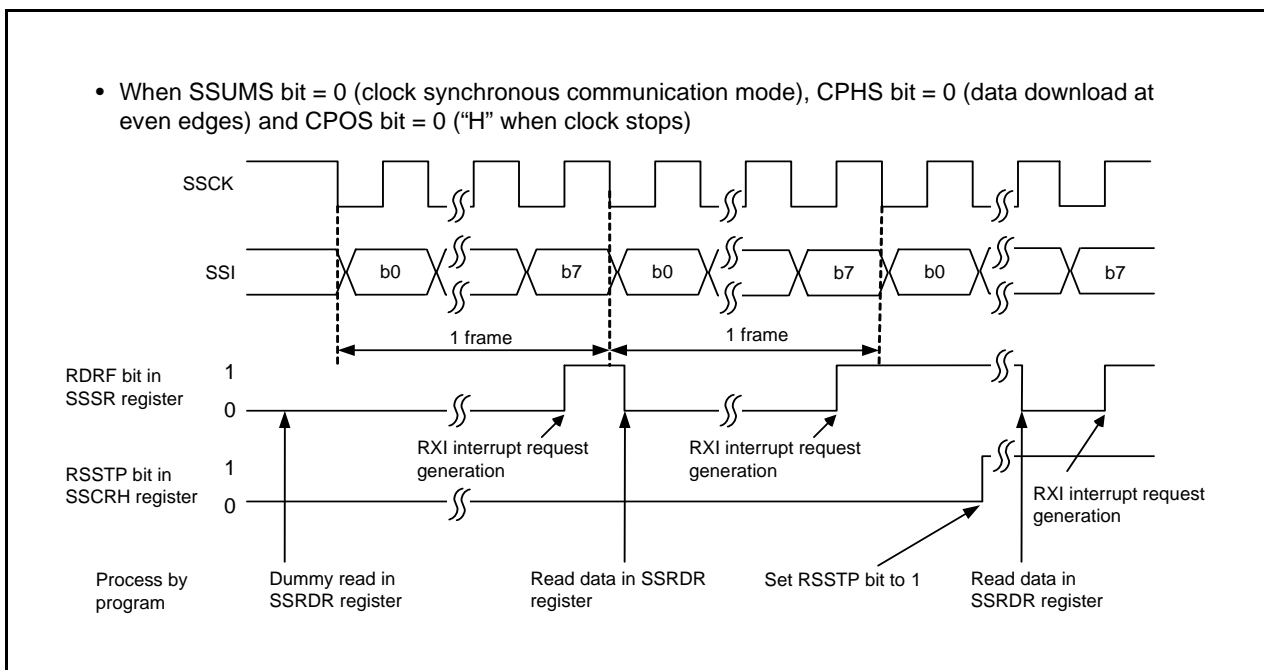 • When SSUMS bit = 0 (clock synchronous communication mode), CPHS bit = 0 (data download at
even edges) and CPOS bit = 0 (“H” when clock stops)
SSCK
SSI
b0
b7
b0
b7
b0
b7
1 frame
1 frame
RDRF bit in
SSSR register
1
0
RXI interrupt request
generation
RXI interrupt request
generation
RXI interrupt request
generation
RSSTP bit in
SSCRH register
1
0
Process by
program
Dummy read in
SSRDR register
Read data in SSRDR
register
Set RSSTP bit to 1
Read data in
SSRDR register